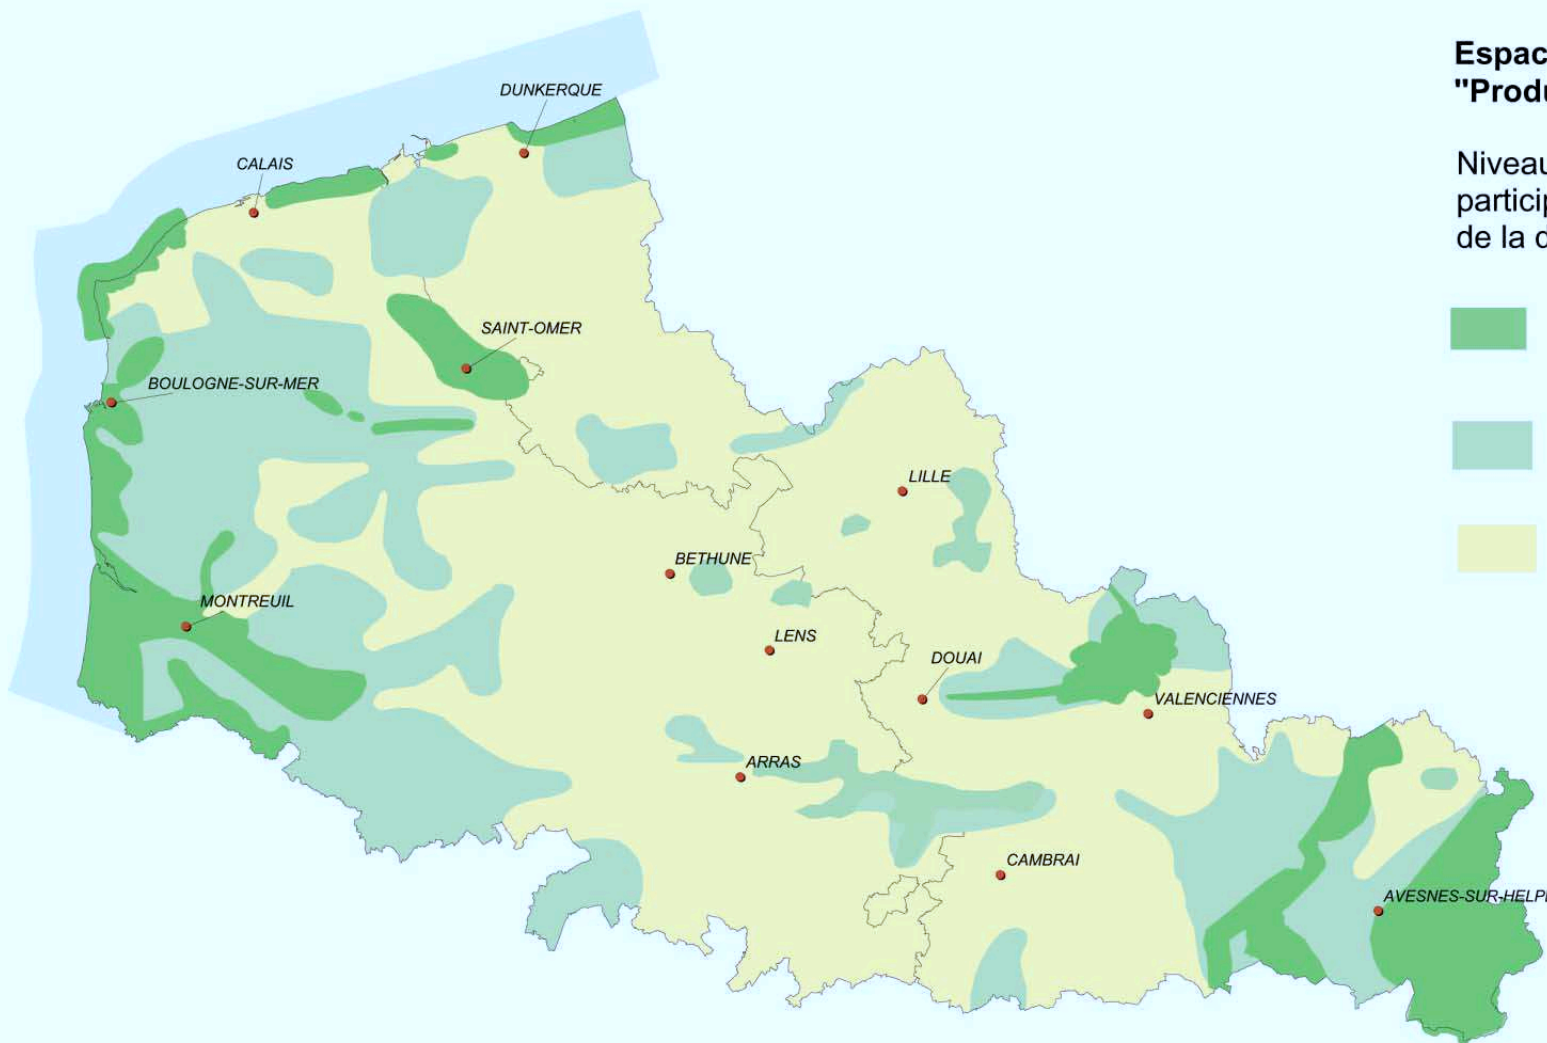 Espac
"Produ
Niveau
particip
de la d
DUNKERQUE
CALAIS
SAINT-OMER
BOULOGNE-SUR-MER
LILLE
BETHUNE
MONTREUIL
LENS
DOUAI
VALENCIENNES
ARRAS
CAMBRAI
AVESNES-SUR-HELP